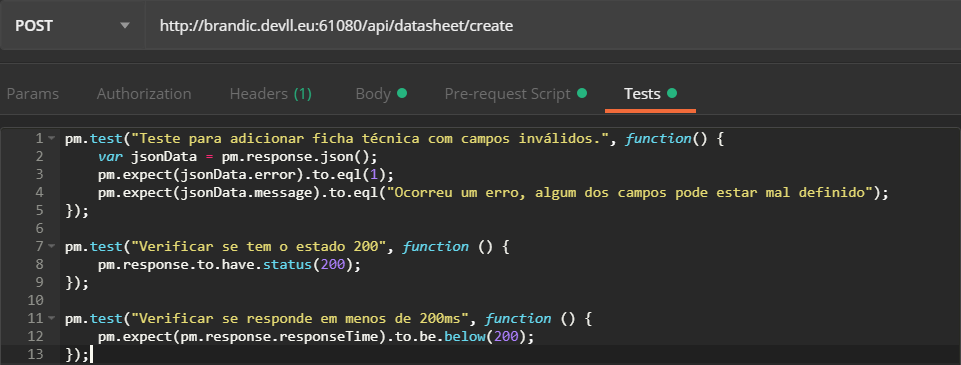 POST http://brandic.devll.eu:61080/api/datasheet/create
Params Authorization Headers (1) Body Pre-request Script Tests
1 pm.test("Teste para adicionar ficha técnica com campos inválidos.", function() {
2 var jsonData = pm.response.json();
3 pm.expect(jsonData.error).to.eql(1);
4 pm.expect(jsonData.message).to.eql("Ocorreu um erro, algum dos campos pode estar mal definido");
5 });
6
7 pm.test("Verificar se tem o estado 200", function () {
8 pm.response.to.have.status(200);
9 });
10
11 pm.test("Verificar se responde em menos de 200ms", function () {
12 pm.expect(pm.response.responseTime).to.be.below(200);
13 });